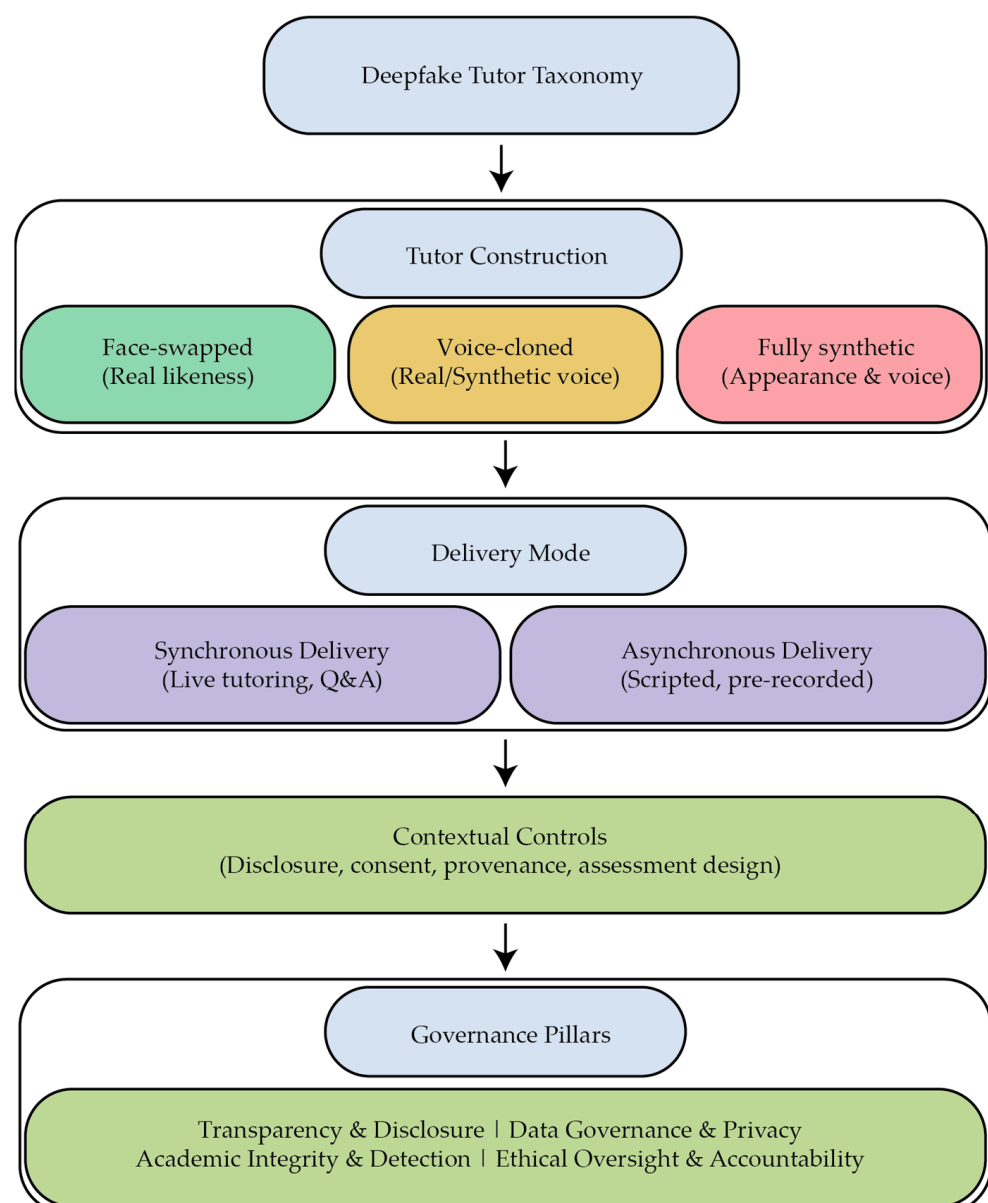 Deepfake Tutor Taxonomy
Tutor Construction
Face-swapped
(Real likeness)
Voice-cloned
(Real/Synthetic voice)
Fully synthetic
(Appearance & voice)
Delivery Mode
Synchronous Delivery
(Live tutoring, Q&A)
Asynchronous Delivery
(Scripted, pre-recorded)
Contextual Controls
(Disclosure, consent, provenance, assessment design)
Governance Pillars
Transparency & Disclosure | Data Governance & Privacy
Academic Integrity & Detection | Ethical Oversight & Accountability